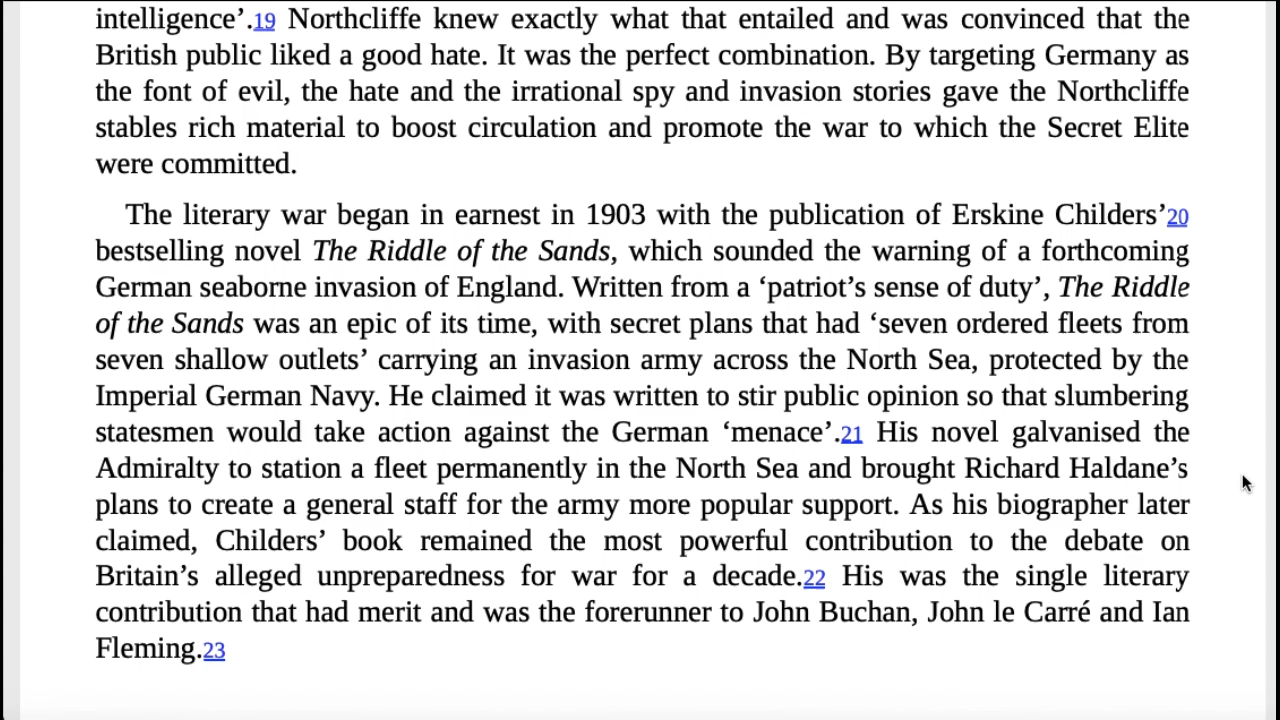 intelligence’.19 Northcliffe knew exactly what that entailed and was convinced that the
British public liked a good hate. It was the perfect combination. By targeting Germany as
the font of evil, the hate and the irrational spy and invasion stories gave the Northcliffe
stables rich material to boost circulation and promote the war to which the Secret Elite
were committed.
The literary war began in earnest in 1903 with the publication of Erskine Childers’20
bestselling novel The Riddle of the Sands, which sounded the warning of a forthcoming
German seaborne invasion of England. Written from a ‘patriot’s sense of duty’, The Riddle
of the Sands was an epic of its time, with secret plans that had ‘seven ordered fleets from
seven shallow outlets’ carrying an invasion army across the North Sea, protected by the
Imperial German Navy. He claimed it was written to stir public opinion so that slumbering
statesmen would take action against the German ‘menace’.21 His novel galvanised the
Admiralty to station a fleet permanently in the North Sea and brought Richard Haldane’s
plans to create a general staff for the army more popular support. As his biographer later
claimed, Childers’ book remained the most powerful contribution to the debate on
Britain’s alleged unpreparedness for war for a decade.22 His was the single literary
contribution that had merit and was the forerunner to John Buchan, John le Carré and Ian
Fleming.23